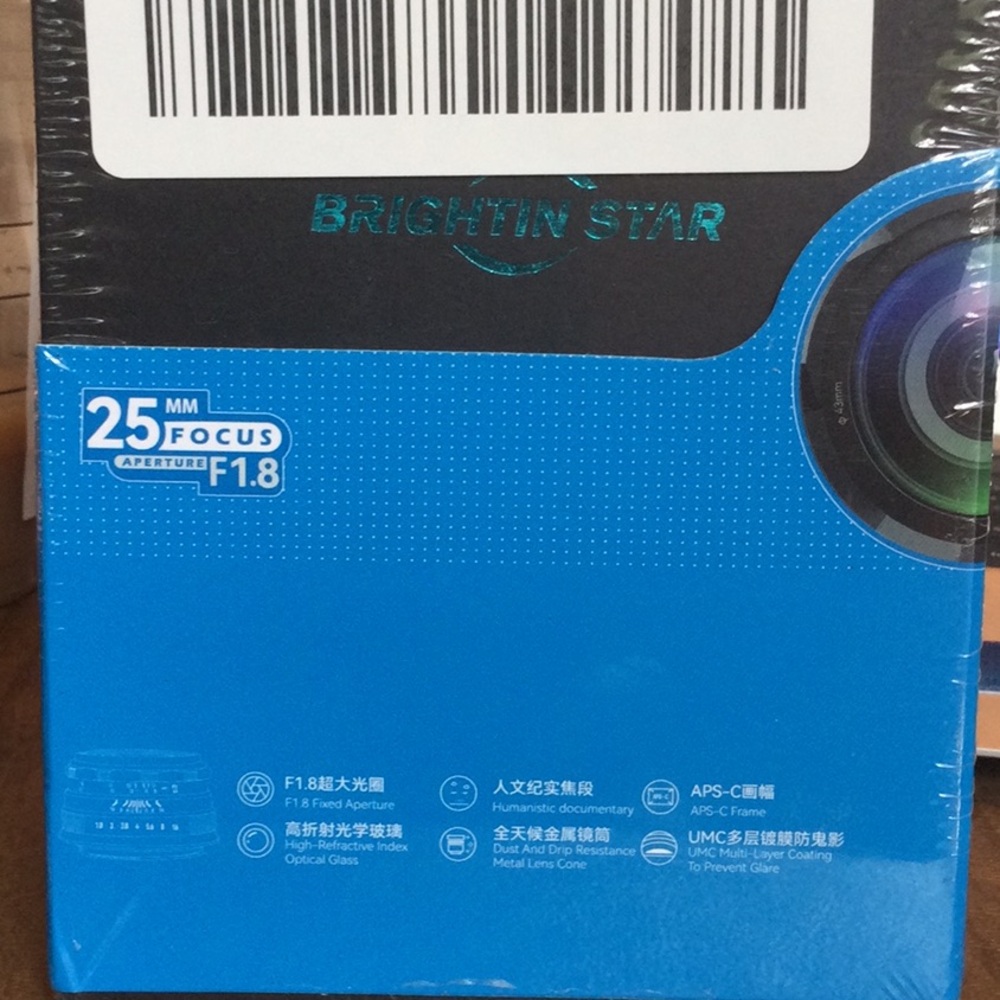 BRIGHTIN STAR
25 MM
FOCUS
APERTURE F1.8
Φ 43mm
F1.8超大光圈
F1.8 Fixed Aperture
人文纪实焦段
Humanistic documentary
APS-C画幅
APS-C Frame
高折射光学玻璃
High-Refractive Index
Optical Glass
全天候金属镜筒
Dust And Drip Resistance
Metal Lens Cone
UMC多层镀膜防鬼影
UMC Multi-Layer Coating
To Prevent Glare